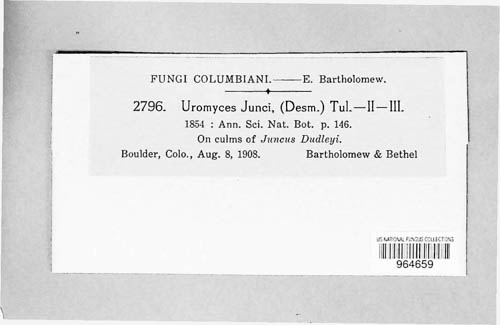 FUNGI COLUMBIANI.——E. Bartholomew.
2796. Uromyces Junci, (Desm.) Tul.—II—III.
1854 : Ann. Sci. Nat. Bot. p. 146.
On culms of Juncus Dudleyi.
Boulder, Colo., Aug. 8, 1908. Bartholomew & Bethel
US NATIONAL FUNGUS COLLECTIONS
964659